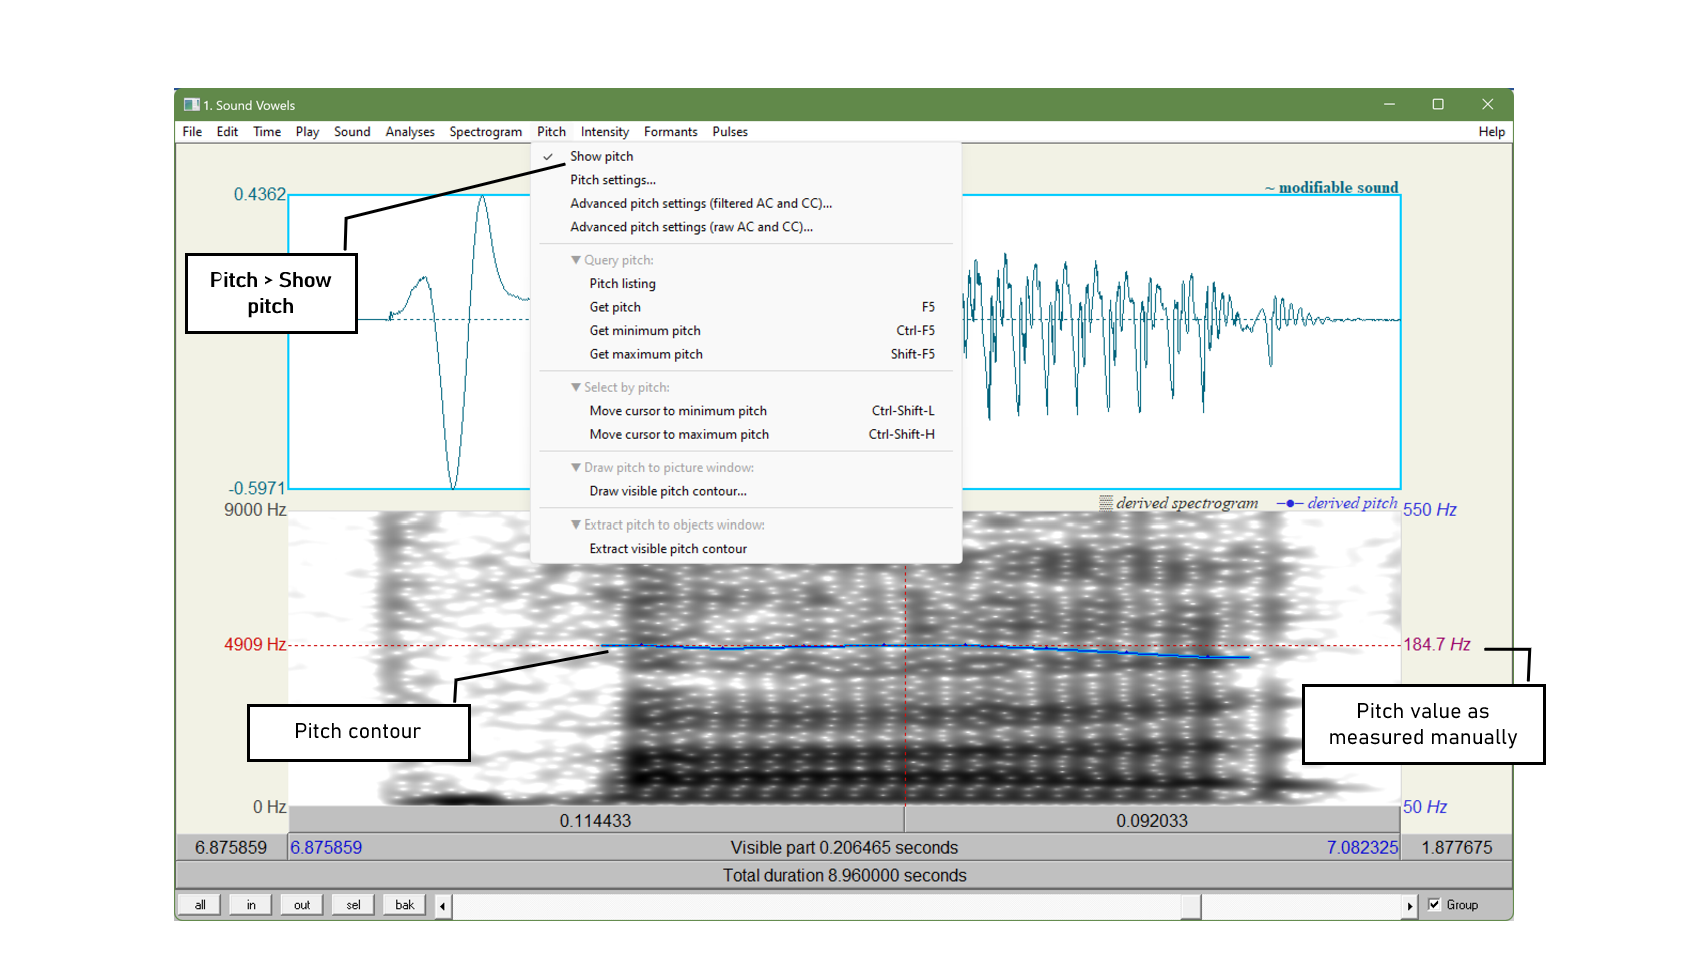 1. Sound Vowels
File Edit Time Play Sound Analyses Spectrogram Pitch Intensity Formants Pulses Help
Show pitch
Pitch settings...
Advanced pitch settings (filtered AC and CC)...
Advanced pitch settings (raw AC and CC)...
Query pitch:
Pitch listing
Get pitch F5
Get minimum pitch Ctrl-F5
Get maximum pitch Shift-F5
Select by pitch:
Move cursor to minimum pitch Ctrl-Shift-L
Move cursor to maximum pitch Ctrl-Shift-H
Draw pitch to picture window:
Draw visible pitch contour...
Extract pitch to objects window:
Extract visible pitch contour
~ modifiable sound
0.4362
Pitch > Show
pitch
-0.5971
9000 Hz
derived spectrogram
derived pitch
550 Hz
4909 Hz
184.7 Hz
Pitch contour
Pitch value as
measured manually
0 Hz
50 Hz
0.114433 0.092033
6.875859 6.875859 Visible part 0.206465 seconds 7.082325 1.877675
Total duration 8.960000 seconds
all in out sel bak Group